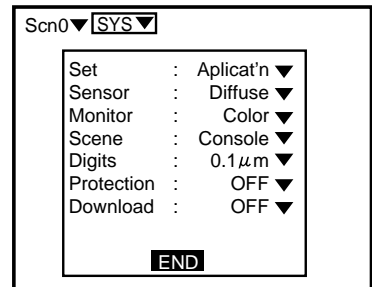 Scn0▼ SYS▼
Set : Aplicat'n ▼
Sensor : Diffuse ▼
Monitor : Color ▼
Scene : Console ▼
Digits : 0.1μm ▼
Protection : OFF ▼
Download : OFF ▼
END